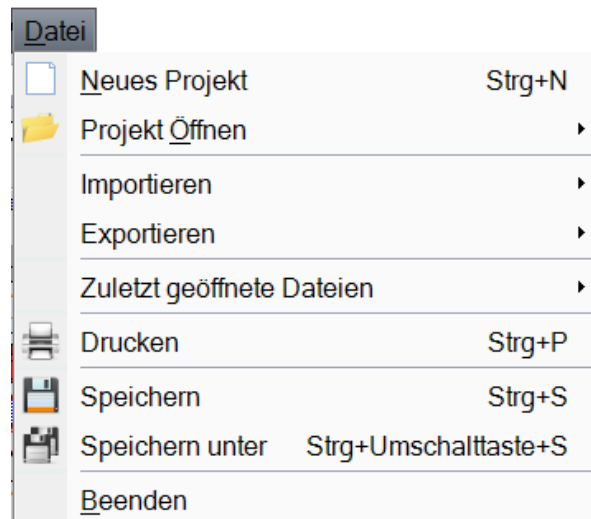 Datei
Neues Projekt Strg+N
Projekt Öffnen
Importieren
Exportieren
Zuletzt geöffnete Dateien
Drucken Strg+P
Speichern Strg+S
Speichern unter Strg+Umschalttaste+S
Beenden